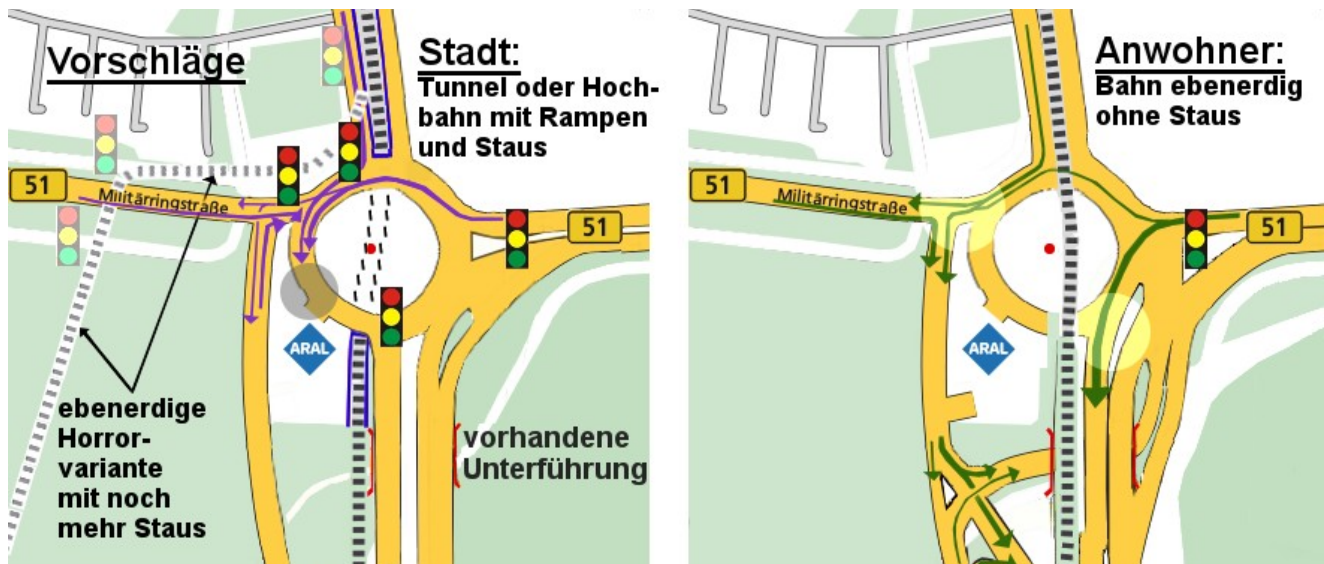 Vorschläge
Stadt:
Tunnel oder Hoch-
bahn mit Rampen
und Staus
51
Militärringstraße
51
ARAL
ebenerdige
Horror-
variante
mit noch
mehr Staus
vorhandene
Unterführung
Anwohner:
Bahn ebenerdig
ohne Staus
51
Militärringstraße
51
ARAL